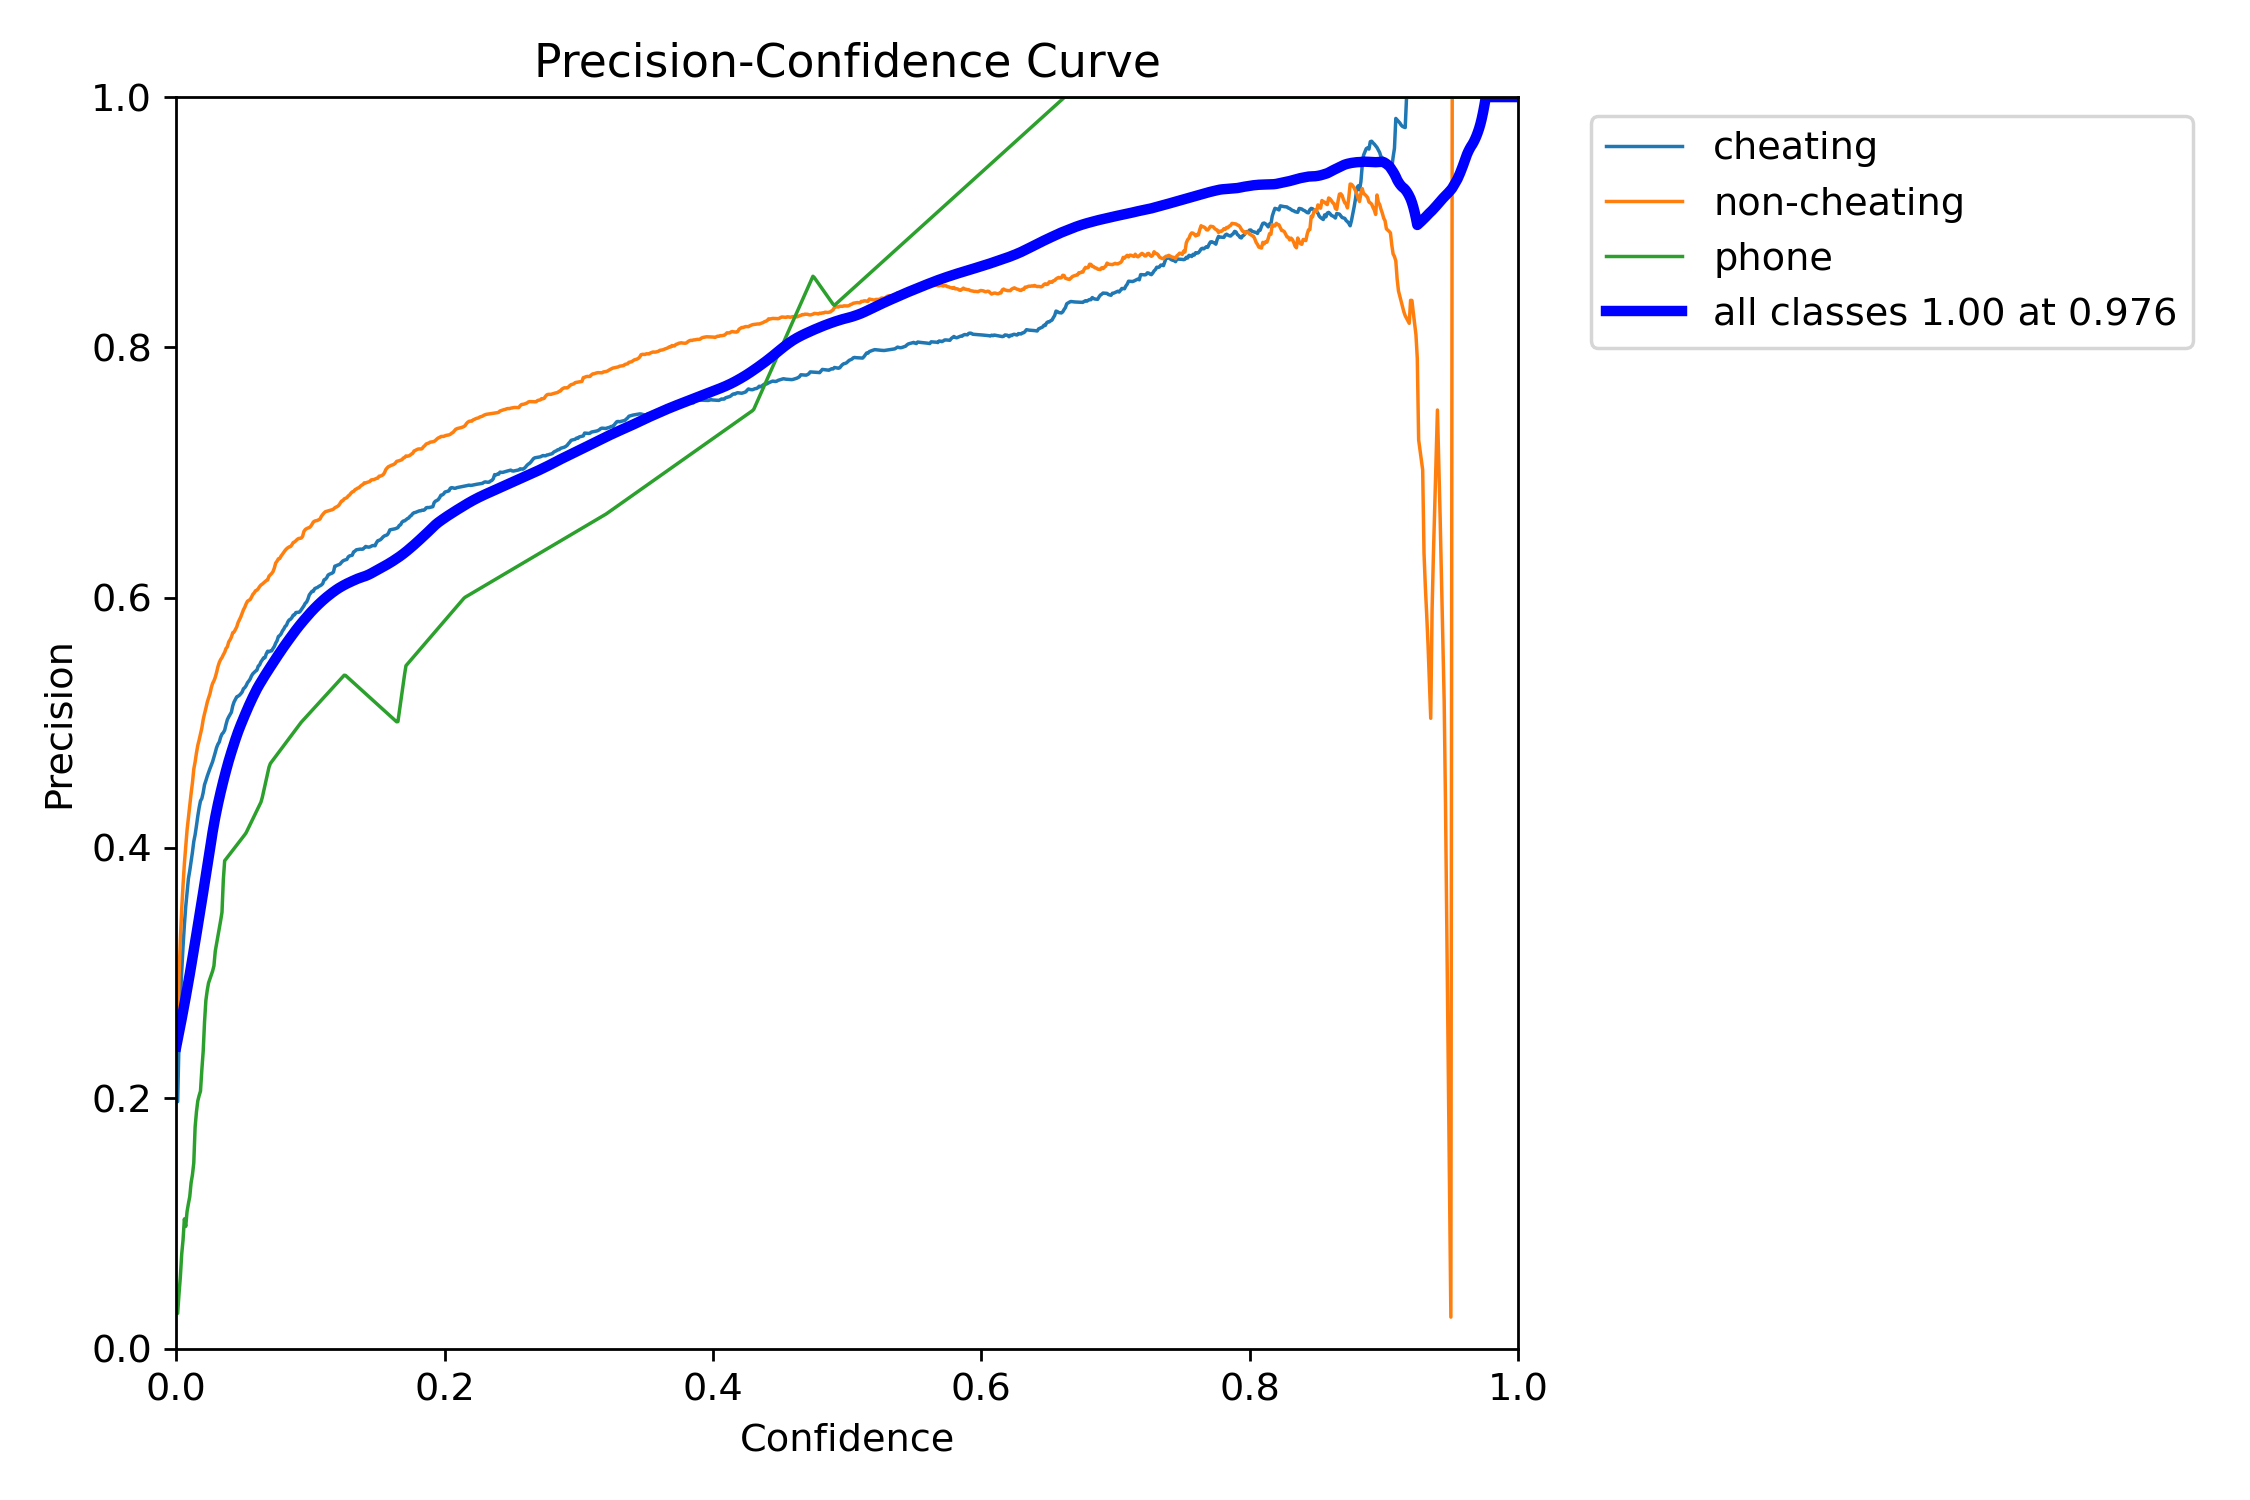 Precision-Confidence Curve
1.0
0.8
0.6
0.4
0.2
0.0
Precision
0.0 0.2 0.4 0.6 0.8 1.0
Confidence
cheating
non-cheating
phone
all classes 1.00 at 0.976